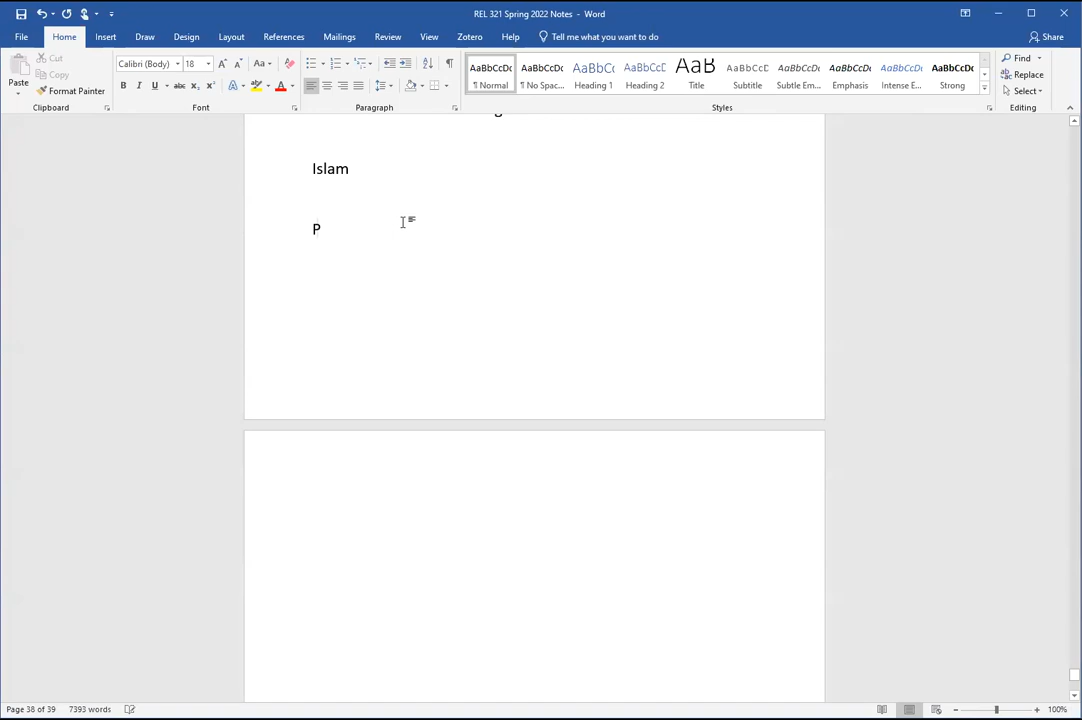 REL 321 Spring 2022 Notes - Word
File Home Insert Draw Design Layout References Mailings Review View Zotero Help Tell me what you want to do Share
Paste
Cut
Copy
Format Painter
Clipboard
Calibri (Body) 18
Font
Paragraph
AaBbCcDc AaBbCcDc AaBbCc AaBbCcD AaB AaBbCcD AaBbCcDc AaBbCcDc AaBbCcDc AaBbCcDc
¶ Normal ¶ No Spac... Heading 1 Heading 2 Title Subtitle Subtle Em... Emphasis Intense E... Strong
Styles
Find
Replace
Select
Editing
Islam
P
Page 38 of 39 7393 words 100%